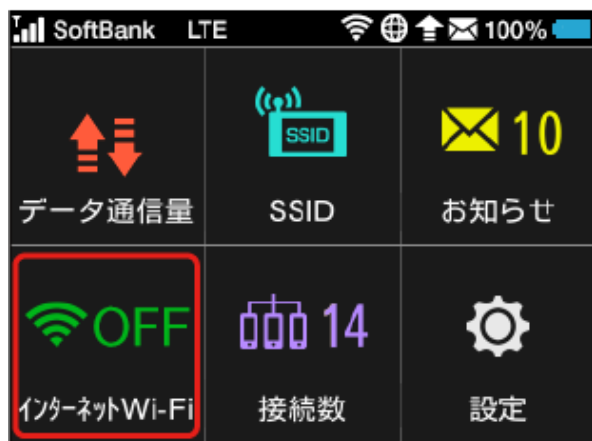 SoftBank LTE 100%
SSID
10
データ通信量
SSID
お知らせ
OFF
14
インターネットWi-Fi
接続数
設定